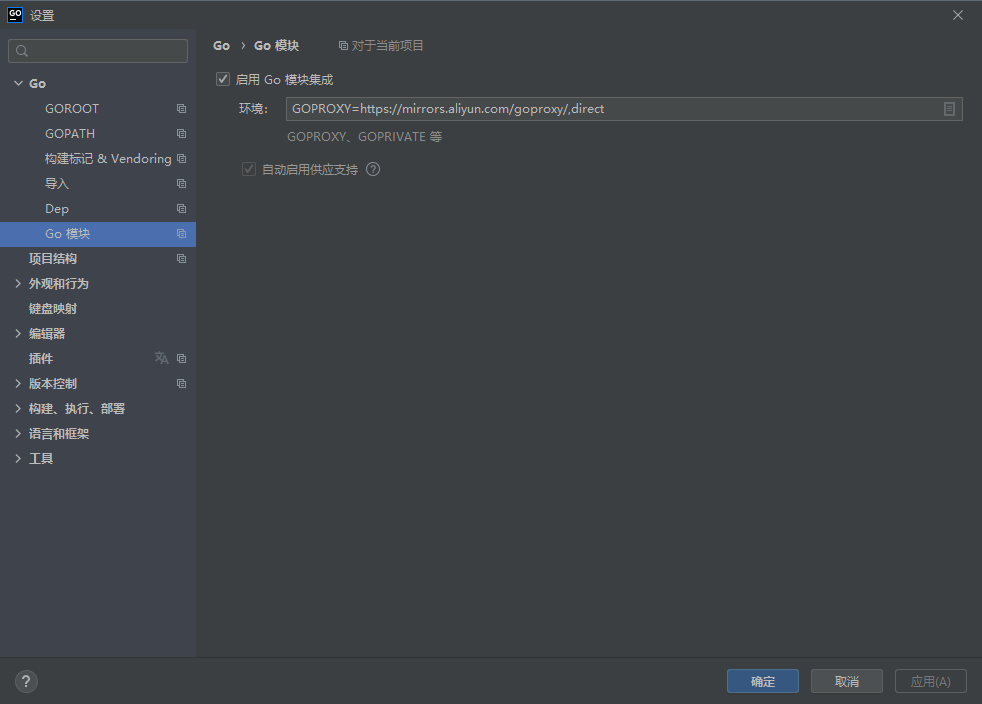 GO 设置
Go › Go 模块 对于当前项目
Go
GOROOT
GOPATH
构建标记 & Vendoring
导入
Dep
Go 模块
项目结构
外观和行为
键盘映射
编辑器
插件
版本控制
构建、执行、部署
语言和框架
工具
启用 Go 模块集成
环境: GOPROXY=https://mirrors.aliyun.com/goproxy/,direct
GOPROXY、GOPRIVATE 等
自动启用供应支持 ?
?
确定 取消 应用(A)